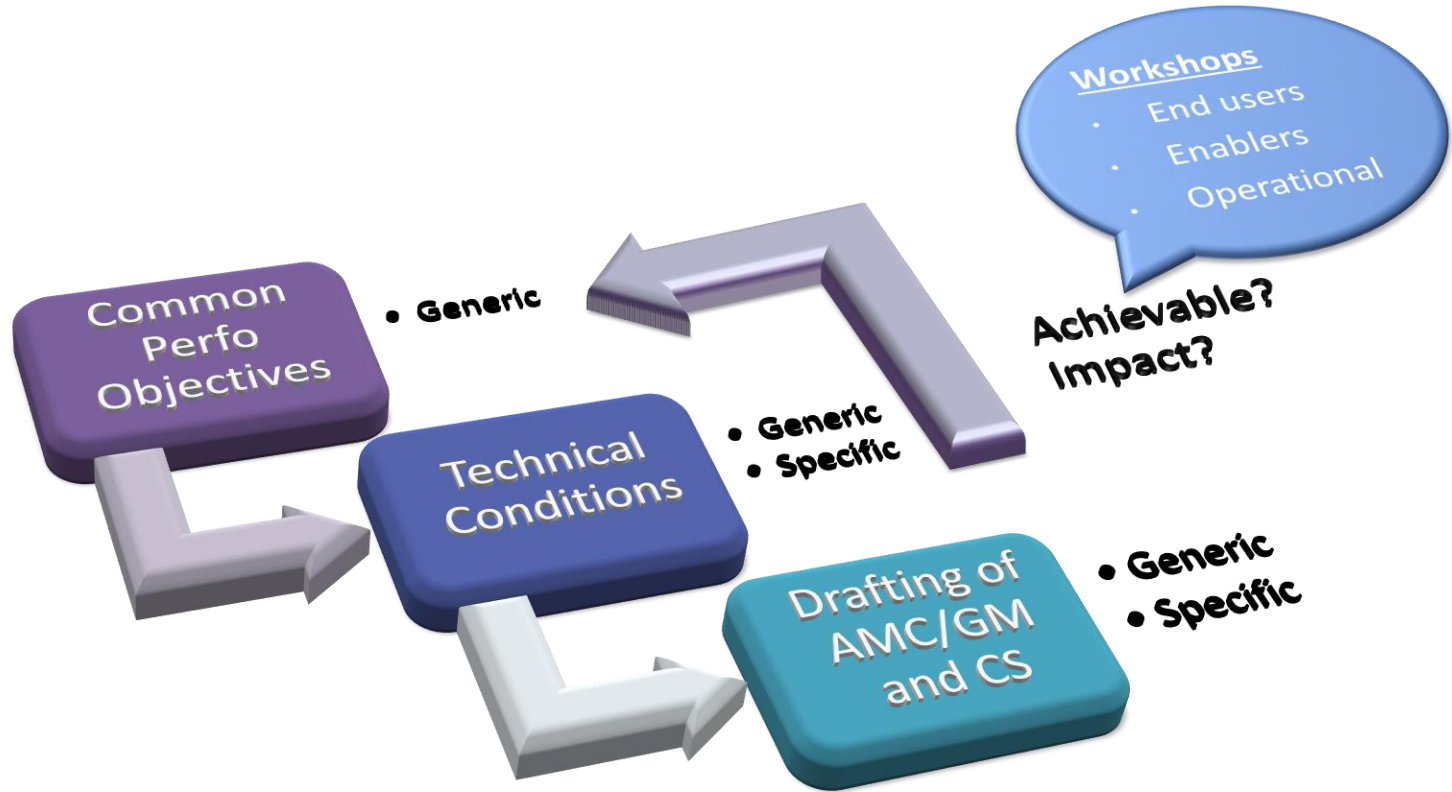 Workshops
• End users
• Enablers
• Operational
Achievable?
Impact?
Common
Perfo
Objectives
• Generic
Technical
Conditions
• Generic
• Specific
Drafting of
AMC/GM
and CS
• Generic
• Specific